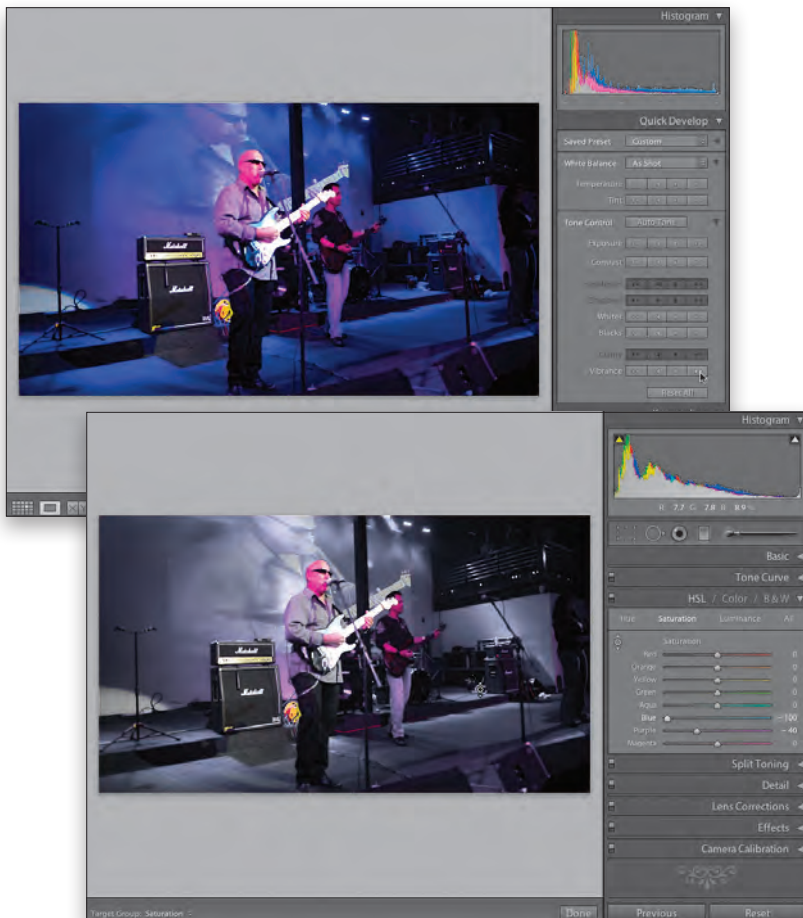 Histogram
Quick Develop
Saved Preset Custom
White Balance As Shot
Temperature
Tint
Tone Control Auto Tone
Exposure
Contrast
Whites
Blacks
Clarity
Vibrance
Reset All
Marshall
Marshall
Histogram
R 7.7 G 7.8 B 8.9 %
Basic
Tone Curve
HSL / Color / B & W
Hue Saturation Luminance All
Saturation
Red 0
Orange 0
Yellow 0
Green 0
Aqua 0
Blue - 100
Purple - 40
Magenta 0
Split Toning
Detail
Lens Corrections
Effects
Camera Calibration
Marshall
Marshall
Target Group: Saturation
Done
Previous Reset